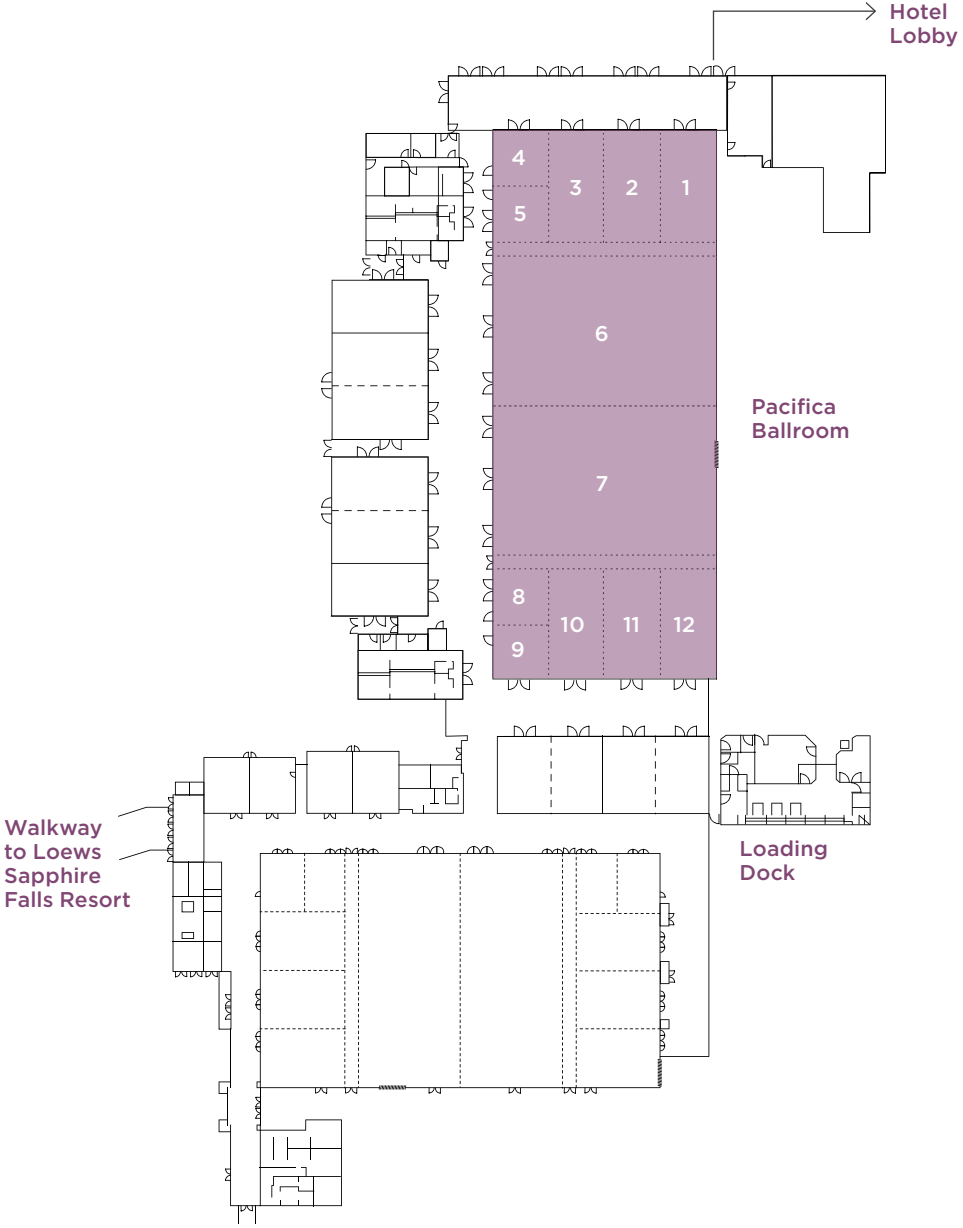 Hotel
Lobby
4
3
2
1
5
6
Pacifica
Ballroom
7
8
10
11
12
9
Walkway
to Loews
Sapphire
Falls Resort
Loading
Dock